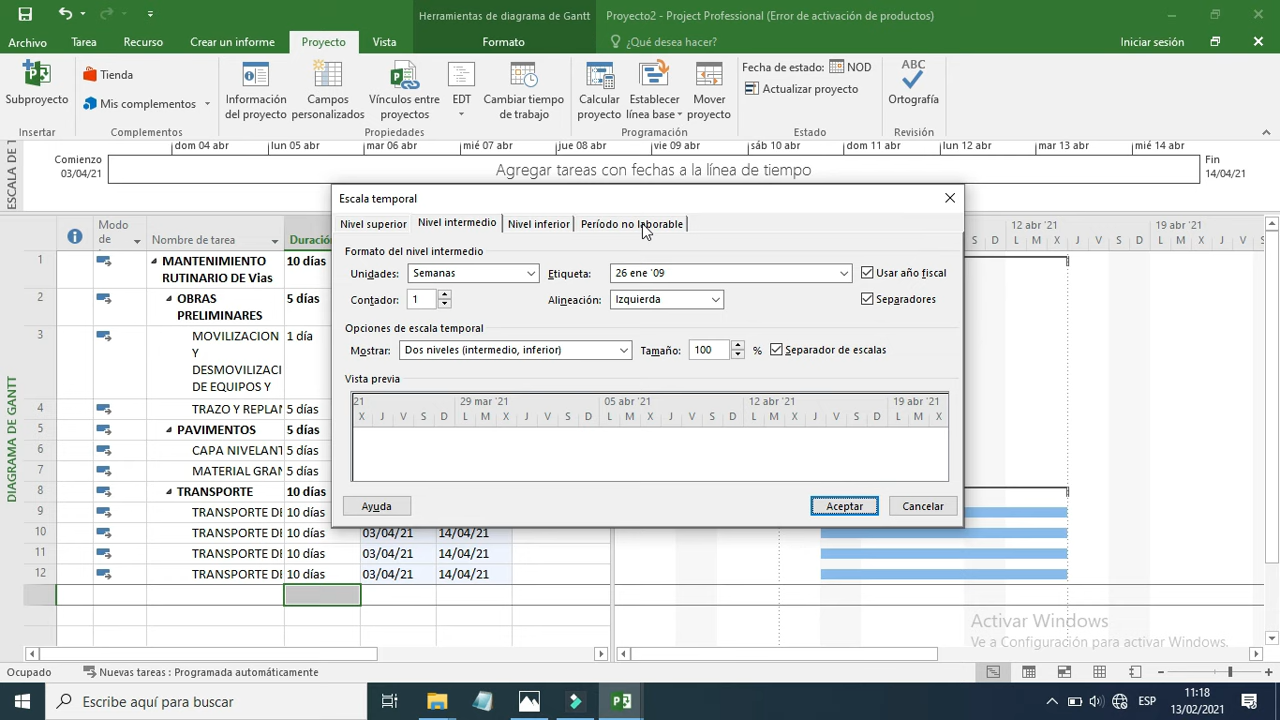 Herramientas de diagrama de Gantt
Proyecto2 - Project Professional (Error de activación de productos)
Archivo
Tarea
Recurso
Crear un informe
Proyecto
Vista
Formato
¿Qué desea hacer?
Iniciar sesión
Subproyecto
Insertar
Tienda
Mis complementos
Complementos
Información del proyecto
Campos personalizados
Vínculos entre proyectos
EDT
Cambiar tiempo de trabajo
Propiedades
Calcular proyecto
Establecer línea base
Mover proyecto
Programación
Fecha de estado: NOD
Actualizar proyecto
Estado
ABC
Ortografía
Revisión
ESCALA DE T
dom 04 abr lun 05 abr mar 06 abr mié 07 abr jue 08 abr vie 09 abr sáb 10 abr dom 11 abr lun 12 abr mar 13 abr mié 14 abr
Comienzo
03/04/21
Agregar tareas con fechas a la línea de tiempo
Fin
14/04/21
Escala temporal
Nivel superior Nivel intermedio Nivel inferior Período no laborable
Formato del nivel intermedio
Unidades: Semanas Etiqueta: 26 ene '09 Usar año fiscal
Contador: 1 Alineación: Izquierda Separadores
Opciones de escala temporal
Mostrar: Dos niveles (intermedio, inferior) Tamaño: 100 % Separador de escalas
Vista previa
21 29 mar '21 05 abr '21 12 abr '21 19 abr '21
X J V S D L M X J V S D L M X J V S D L M X J V S D L M X
Ayuda Aceptar Cancelar
DIAGRAMA DE GANTT
Modo de
Nombre de tarea
Duració
12 abr '21 19 abr '21
S D L M X J V S D L M X J V S
1 MANTENIMIENTO RUTINARIO DE Vias 10 días
2 OBRAS PRELIMINARES 5 días
3 MOVILIZACION Y DESMOVILIZACI DE EQUIPOS Y 1 día
4 TRAZO Y REPLAN 5 días
5 PAVIMENTOS 5 días
6 CAPA NIVELANT 5 días
7 MATERIAL GRAN 5 días
8 TRANSPORTE 10 días
9 TRANSPORTE DE 10 días
10 TRANSPORTE DE 10 días 03/04/21 14/04/21
11 TRANSPORTE DE 10 días 03/04/21 14/04/21
12 TRANSPORTE DE 10 días 03/04/21 14/04/21
Activar Windows
Ve a Configuración para activar Windows.
Ocupado
Nuevas tareas : Programada automáticamente
Escribe aquí para buscar
ESP
11:18
13/02/2021